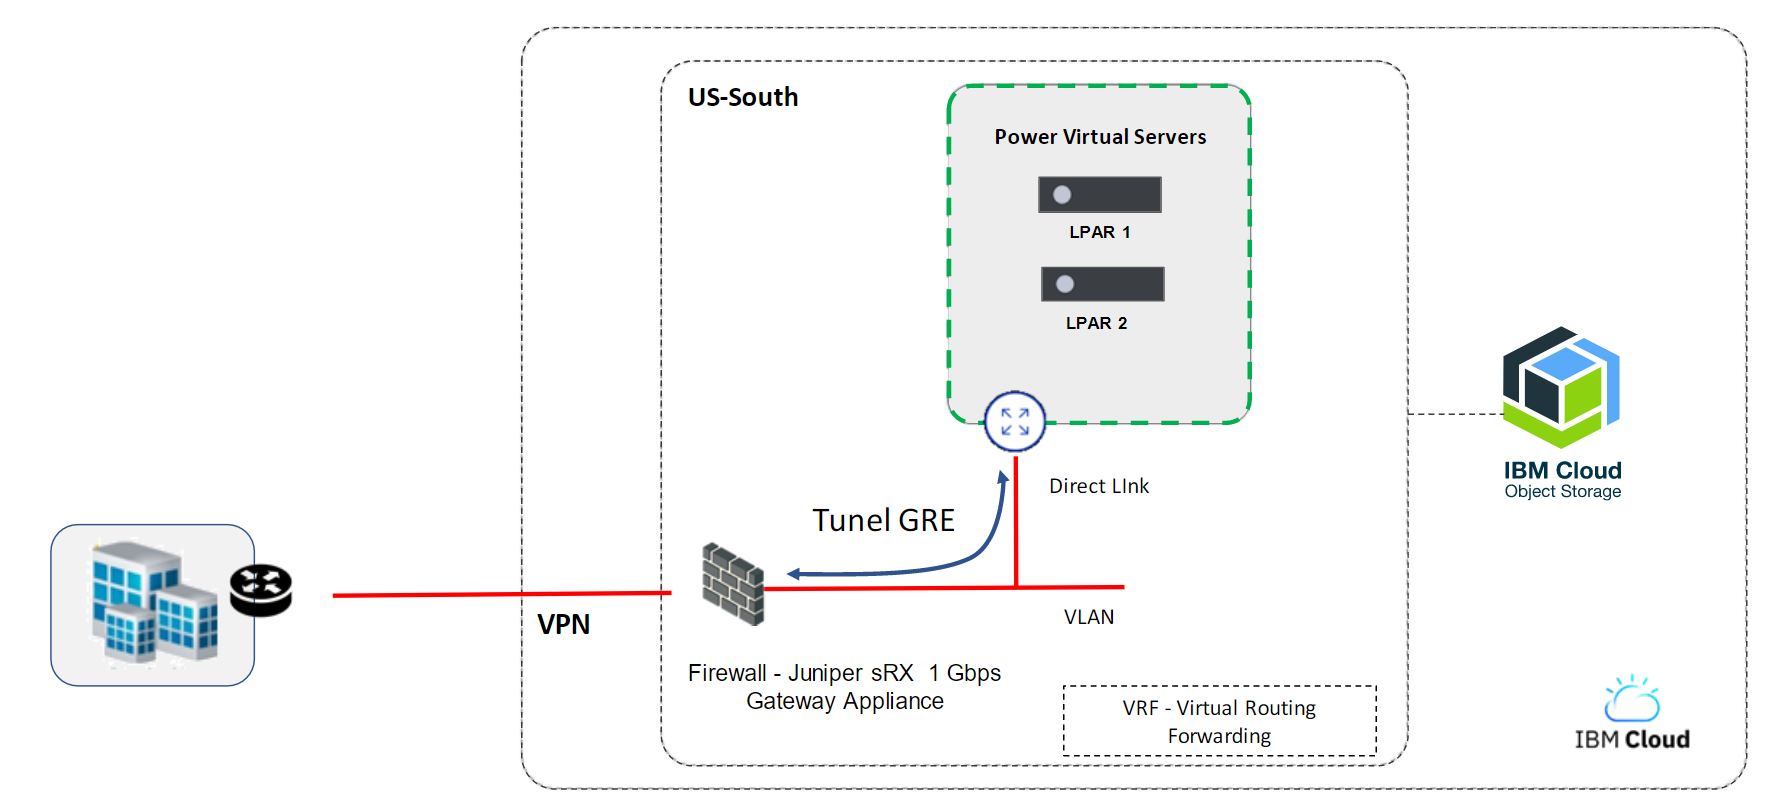 US-South
Power Virtual Servers
LPAR 1
LPAR 2
Direct LInk
Tunel GRE
VPN
VLAN
Firewall - Juniper sRX  1 Gbps
Gateway Appliance
VRF - Virtual Routing
Forwarding
IBM Cloud
Object Storage
IBM Cloud